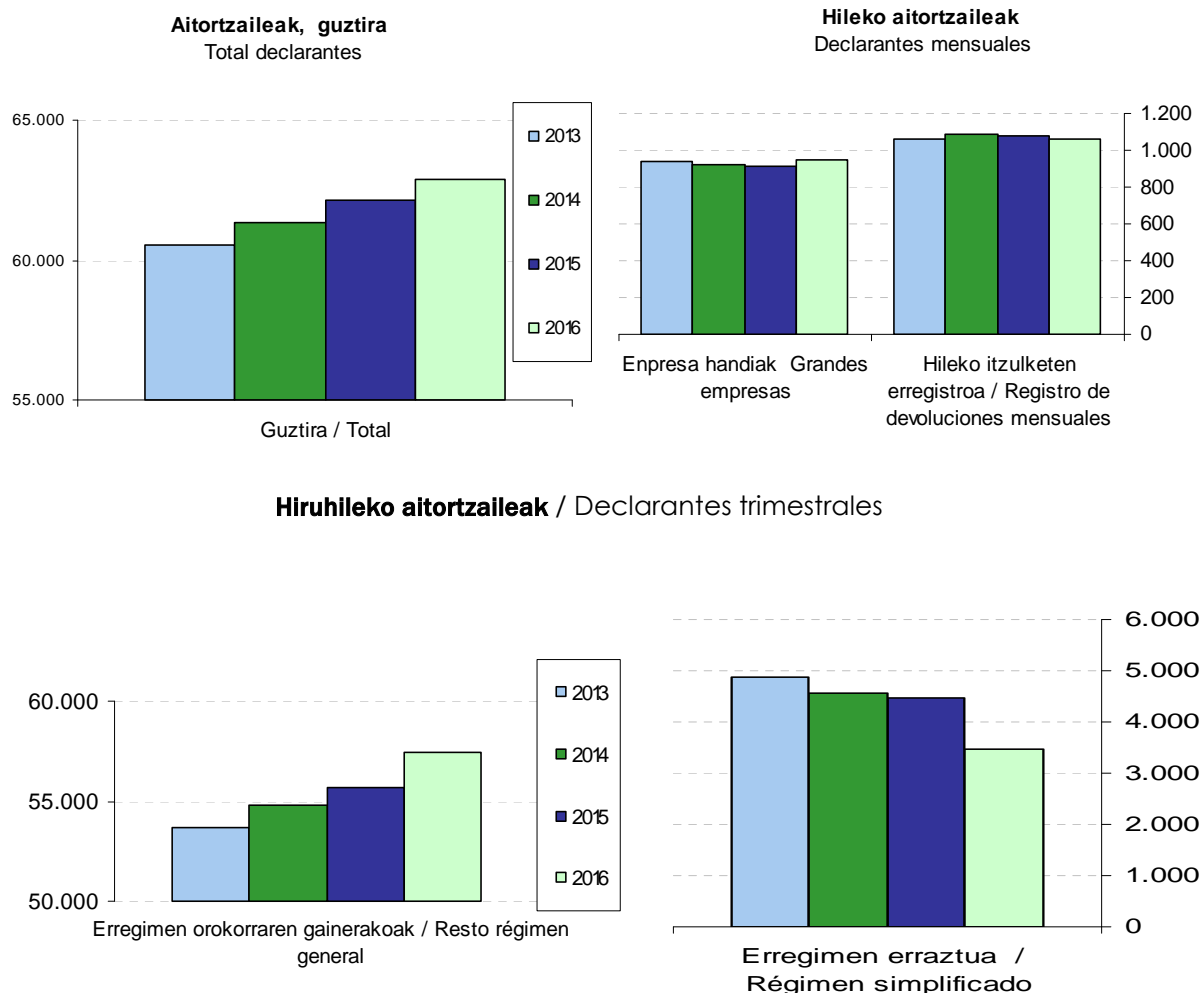 Aitortzaileak, guztira
Total declarantes
65.000
60.000
55.000
Guztira / Total
2013
2014
2015
2016
Hileko aitortzaileak
Declarantes mensuales
1.200
1.000
800
600
400
200
0
Enpresa handiak Grandes
empresas
Hileko itzulketen
erregistroa / Registro de
devoluciones mensuales
Hiruhileko aitortzaileak / Declarantes trimestrales
60.000
55.000
50.000
Erregimen orokorraren gainerakoak / Resto régimen
general
2013
2014
2015
2016
6.000
5.000
4.000
3.000
2.000
1.000
0
Erregimen erraztua /
Régimen simplificado